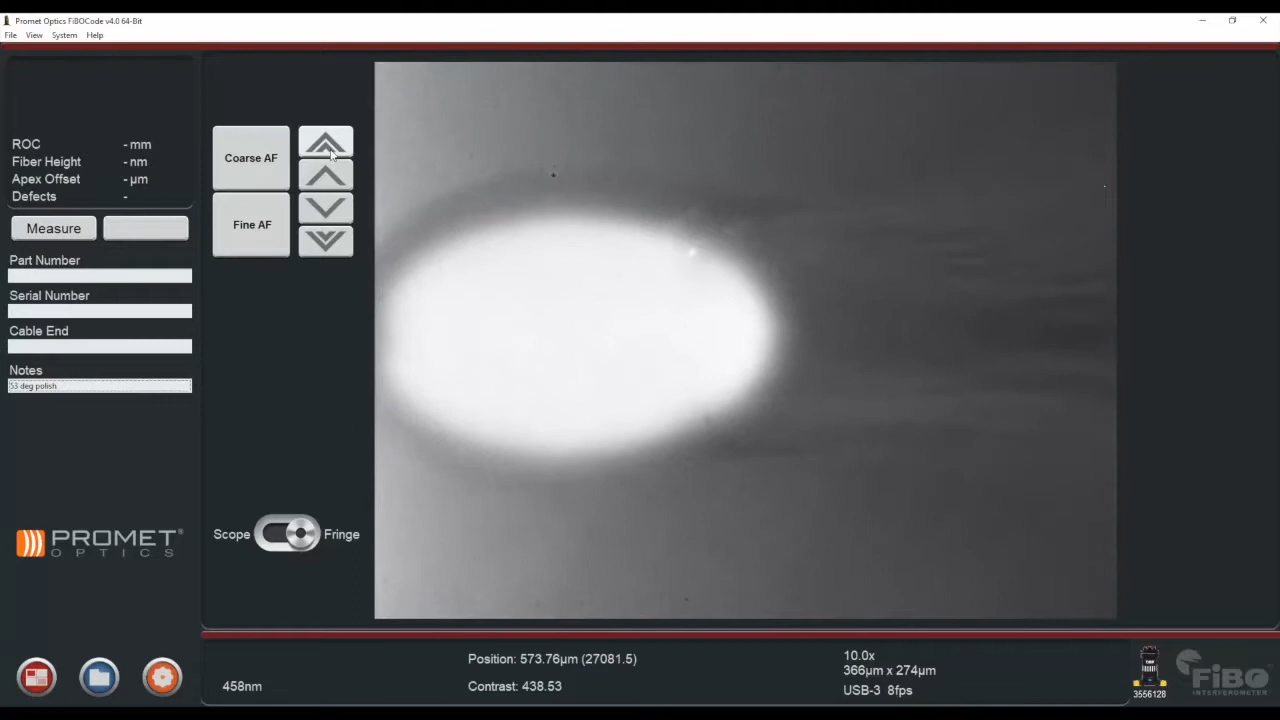 Promet Optics FiBOCode v4.0 64-Bit
File View System Help
ROC - mm
Fiber Height - nm
Apex Offset - µm
Defects -
Measure
Part Number
Serial Number
Cable End
Notes
53 deg polish
Coarse AF
Fine AF
Scope Fringe
PROMET
OPTICS
458nm
Position: 573.76µm (27081.5)
Contrast: 438.53
10.0x
366µm x 274µm
USB-3 8fps
3556128
FiBO
INTERFEROMETER